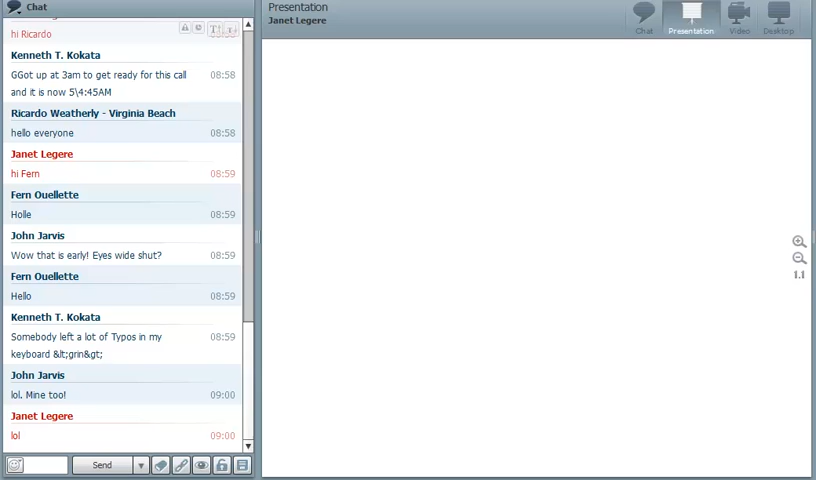 Chat
hi Ricardo
Kenneth T. Kokata
GGot up at 3am to get ready for this call 08:58
and it is now 5\4:45AM
Ricardo Weatherly - Virginia Beach
hello everyone 08:58
Janet Legere
hi Fern 08:59
Fern Ouellette
Holle 08:59
John Jarvis
Wow that is early! Eyes wide shut? 08:59
Fern Ouellette
Hello 08:59
Kenneth T. Kokata
Somebody left a lot of Typos in my 08:59
keyboard &lt;grin&gt;
John Jarvis
lol. Mine too! 09:00
Janet Legere
lol 09:00
Send
Presentation
Janet Legere
Chat Presentation Video Desktop
1.1